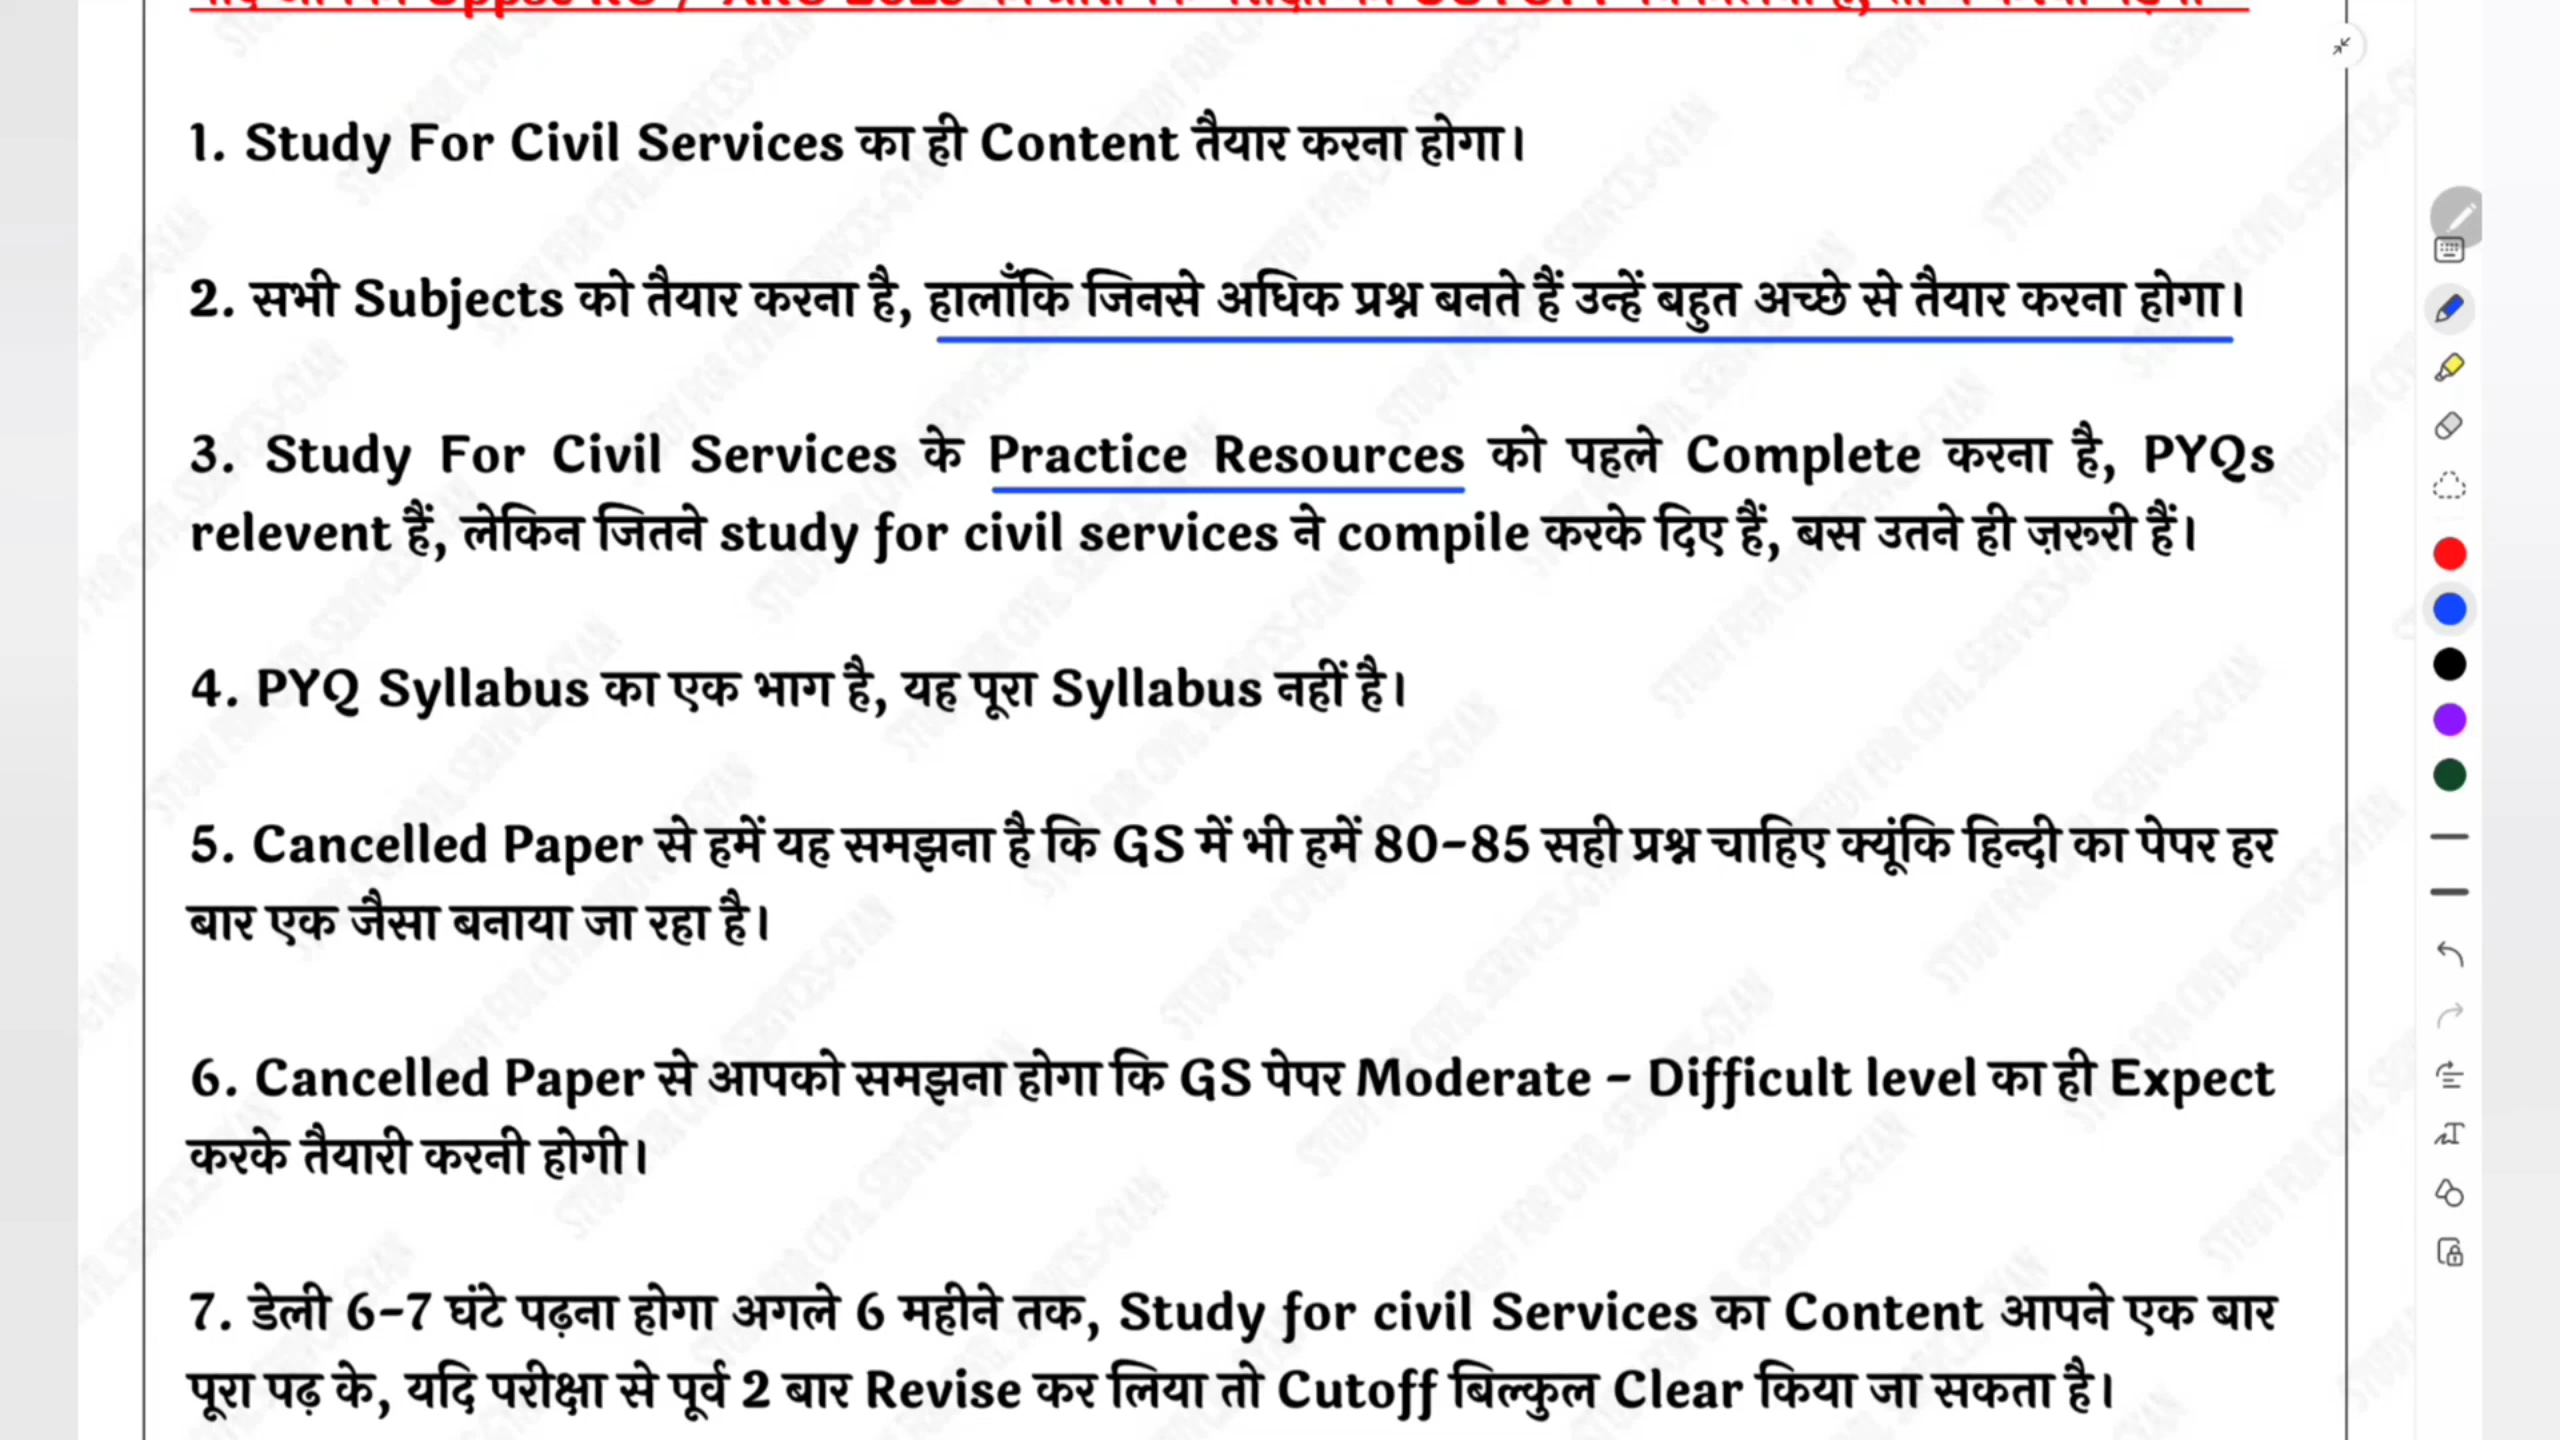 1. Study For Civil Services का ही Content तैयार करना होगा।
2. सभी Subjects को तैयार करना है, हालाँकि जिनसे अधिक प्रश्न बनते हैं उन्हें बहुत अच्छे से तैयार करना होगा।
3. Study For Civil Services के Practice Resources को पहले Complete करना है, PYQs
relevent हैं, लेकिन जितने study for civil services ने compile करके दिए हैं, बस उतने ही ज़रूरी हैं।
4. PYQ Syllabus का एक भाग है, यह पूरा Syllabus नहीं है।
5. Cancelled Paper से हमें यह समझना है कि GS में भी हमें 80-85 सही प्रश्न चाहिए क्यूंकि हिन्दी का पेपर हर
बार एक जैसा बनाया जा रहा है।
6. Cancelled Paper से आपको समझना होगा कि GS पेपर Moderate - Difficult level का ही Expect
करके तैयारी करनी होगी।
7. डेली 6-7 घंटे पढ़ना होगा अगले 6 महीने तक, Study for civil Services का Content आपने एक बार
पूरा पढ़ के, यदि परीक्षा से पूर्व 2 बार Revise कर लिया तो Cutoff बिल्कुल Clear किया जा सकता है।